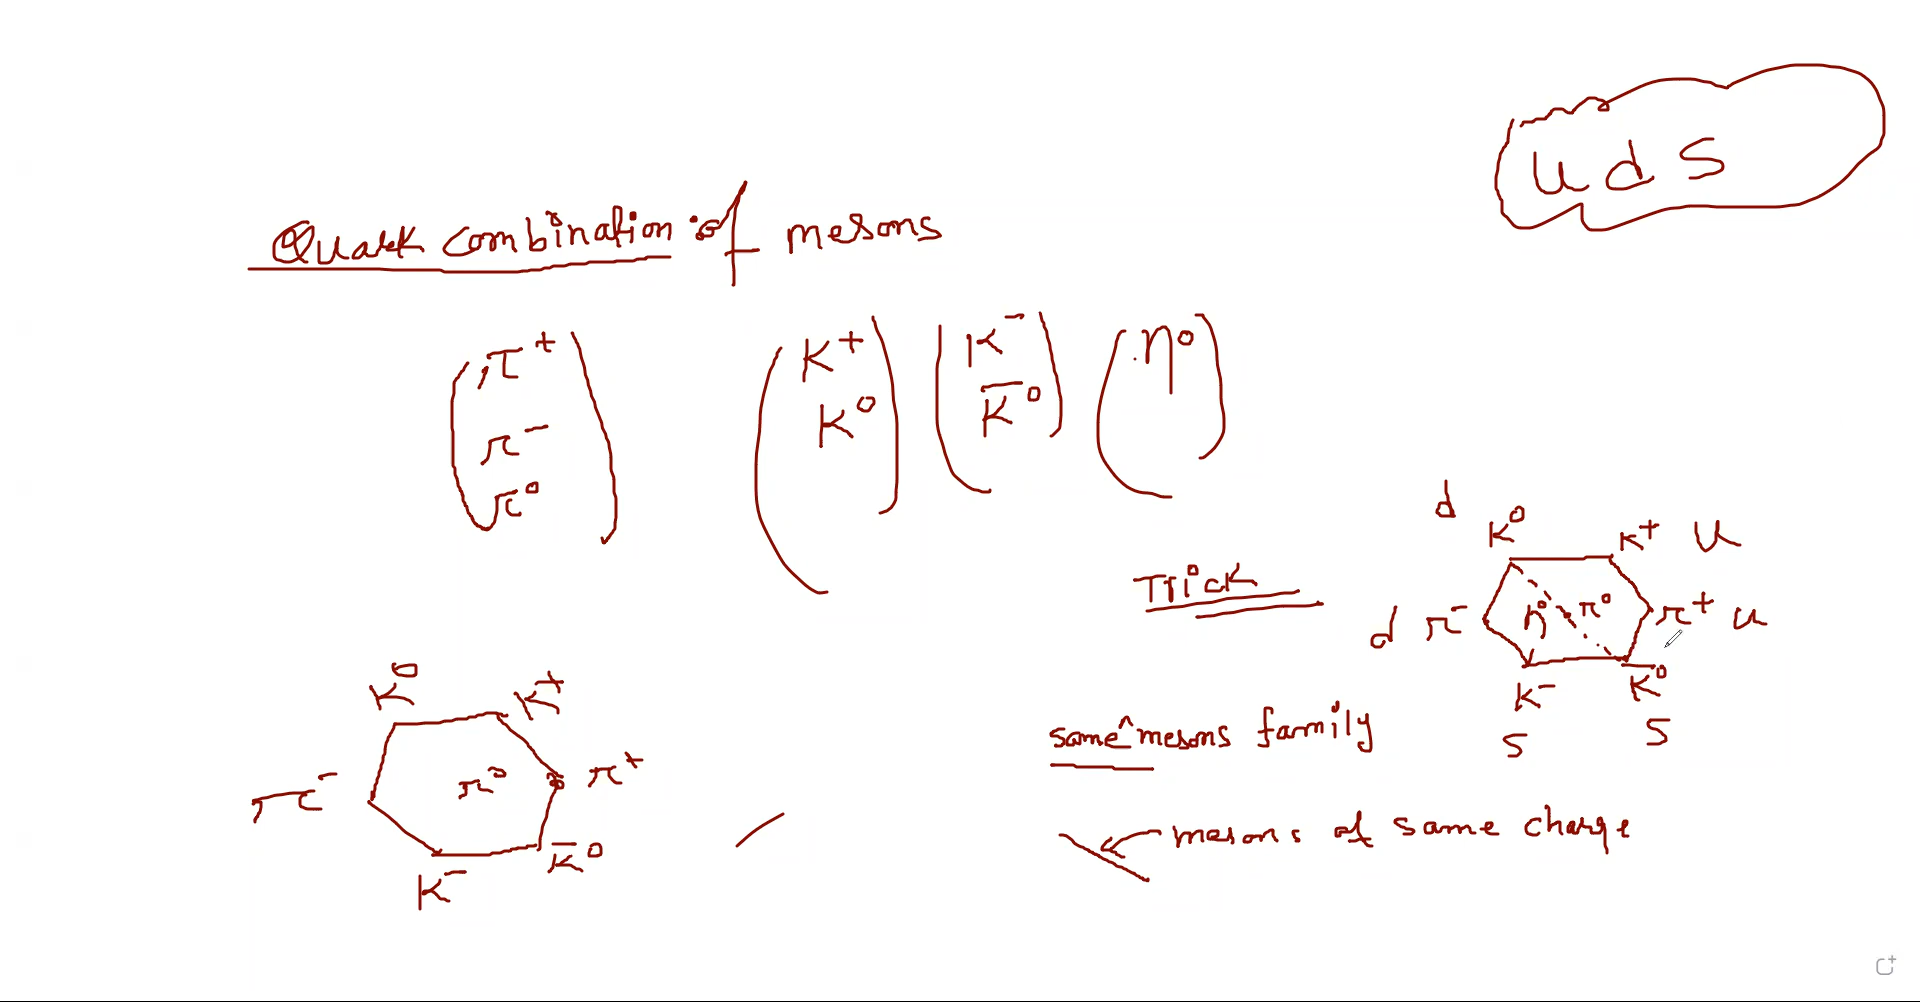 u d s
Quark combination of mesons
π⁺
π⁻
π⁰
K⁺
K⁰
K⁻
K̅⁰
η⁰
Trick
d K⁰ K⁺ u
d π⁻ η⁰ π⁰ π⁺ u
K⁻ K̅⁰
s s
K⁰ K⁺
π⁻ π⁰ π⁺
K⁻ K̅⁰
same ^ mesons family
mesons of same charge